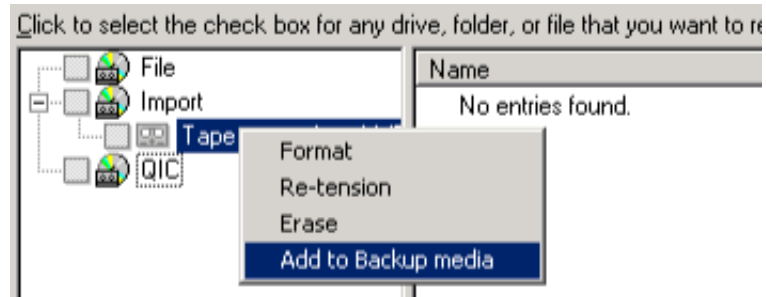 Click to select the check box for any drive, folder, or file that you want to
File
Name
Import
No entries found.
Tape
QIC
Format
Re-tension
Erase
Add to Backup media